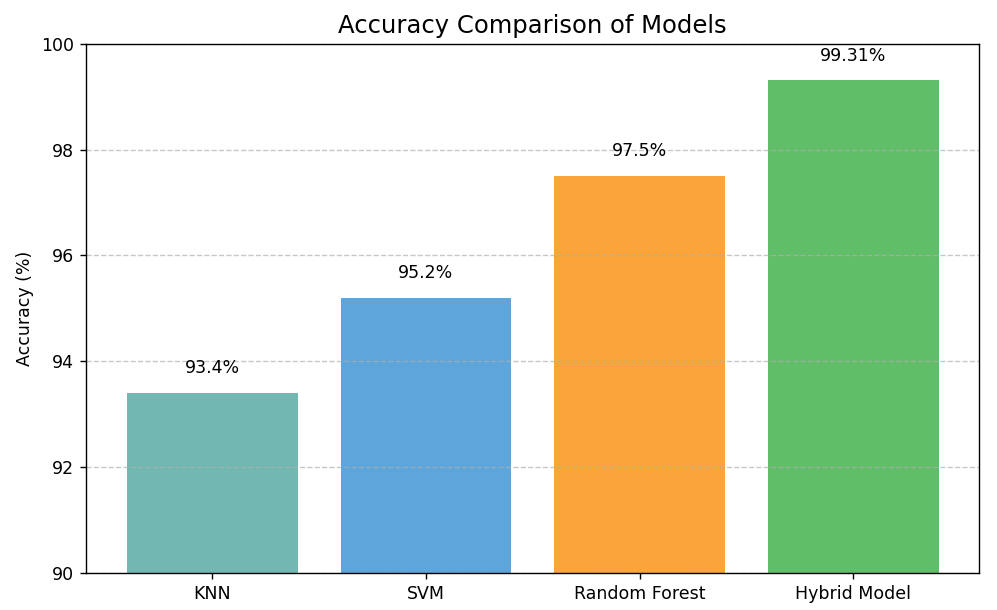 Accuracy Comparison of Models
Accuracy (%)
100
98
96
94
92
90
93.4%
95.2%
97.5%
99.31%
KNN
SVM
Random Forest
Hybrid Model